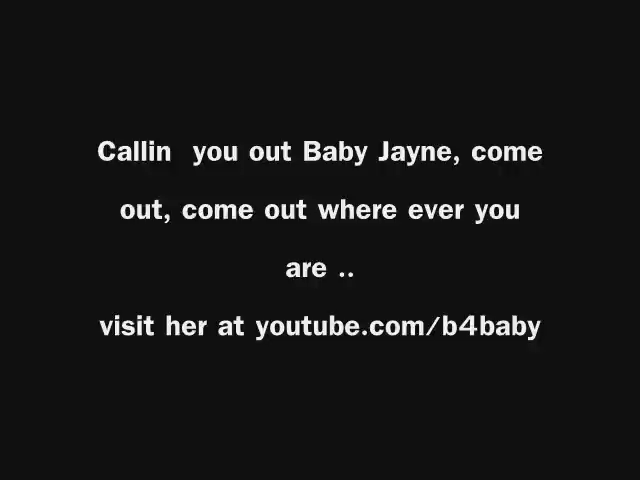 Callin  you out Baby Jayne, come
out, come out where ever you
are ..
visit her at youtube.com/b4baby